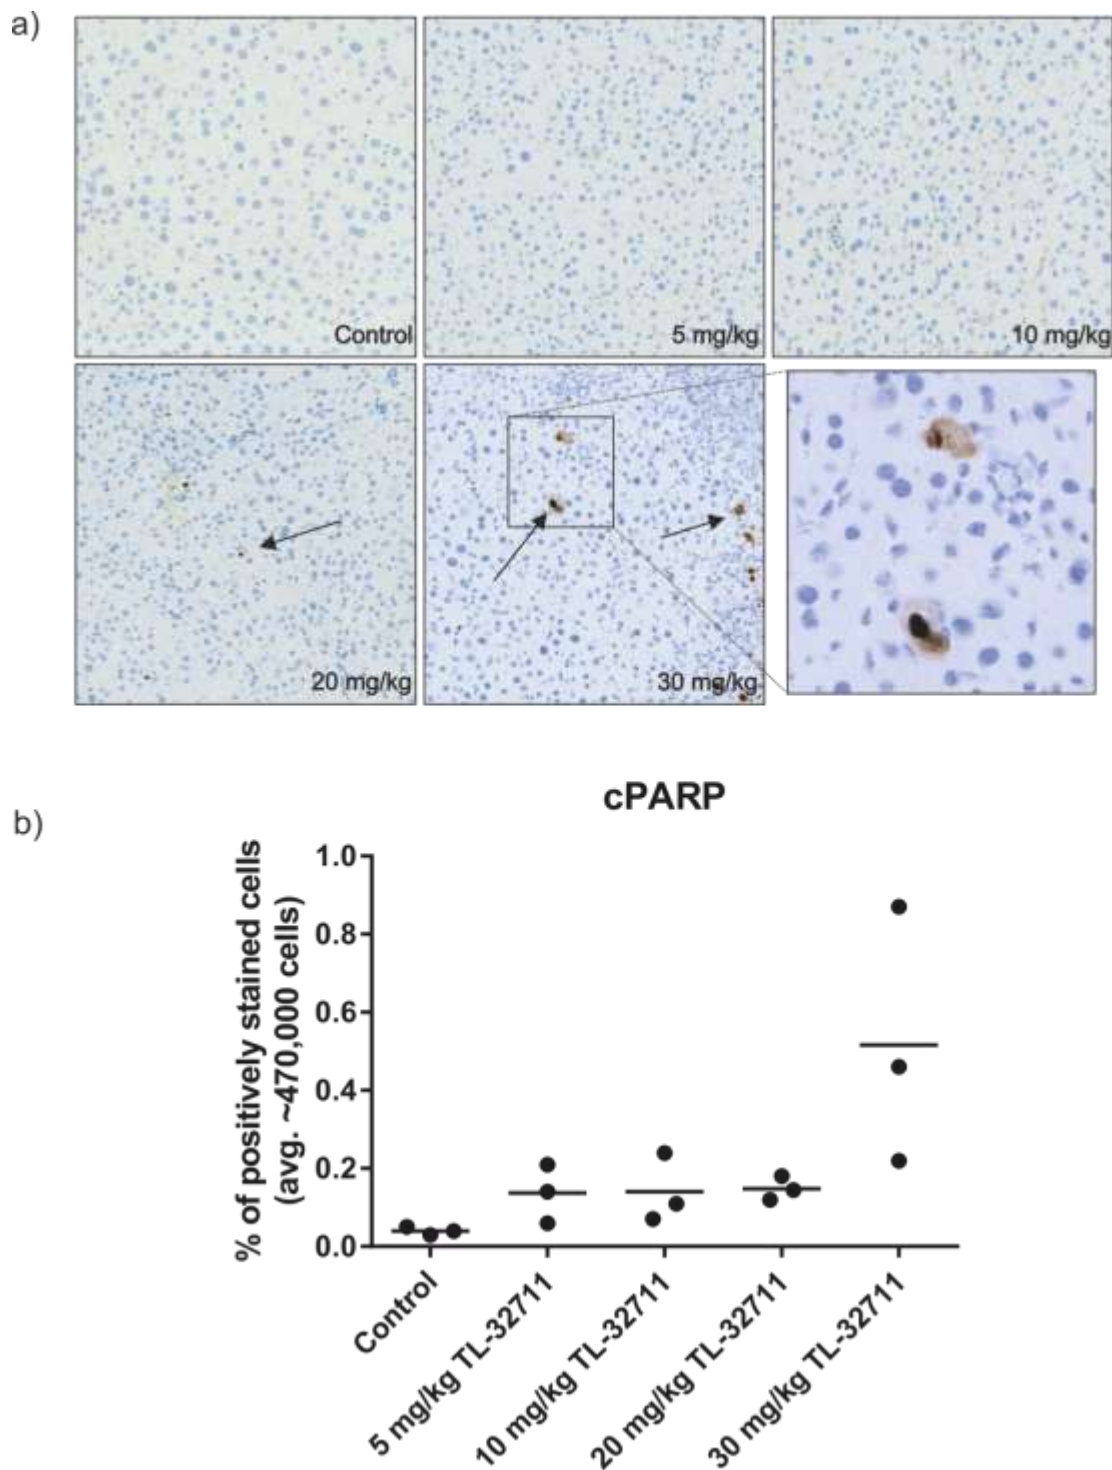 a)
Control
5 mg/kg
10 mg/kg
20 mg/kg
30 mg/kg
b)
cPARP
% of positively stained cells
(avg. ~470,000 cells)
1.0
0.8
0.6
0.4
0.2
0.0
Control
5 mg/kg TL-32711
10 mg/kg TL-32711
20 mg/kg TL-32711
30 mg/kg TL-32711